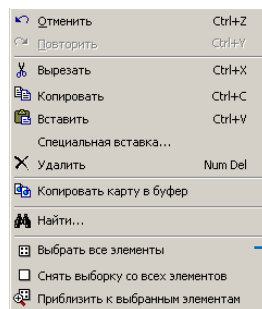 Отменить Ctrl+Z
Повторить Ctrl+Y
Вырезать Ctrl+X
Копировать Ctrl+C
Вставить Ctrl+V
Специальная вставка...
Удалить Num Del
Копировать карту в буфер
Найти...
Выбрать все элементы
Снять выборку со всех элементов
Приблизить к выбранным элементам